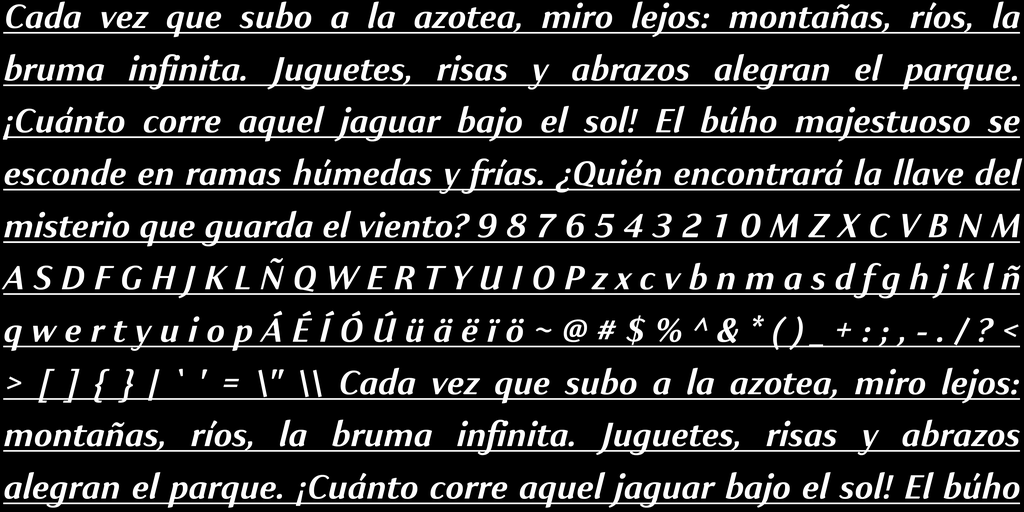 Cada vez que subo a la azotea, miro lejos: montañas, ríos, la
bruma infinita. Juguetes, risas y abrazos alegran el parque.
¡Cuánto corre aquel jaguar bajo el sol! El búho majestuoso se
esconde en ramas húmedas y frías. ¿Quién encontrará la llave del
misterio que guarda el viento? 9 8 7 6 5 4 3 2 1 0 M Z X C V B N M
A S D F G H J K L Ñ Q W E R T Y U I O P z x c v b n m a s d f g h j k l ñ
q w e r t y u i o p Á É Í Ó Ú ü ä ë ï ö ~ @ # $ % ^ & * ( ) _ + : ; , - . / ? <
> [ ] { } | ` ' = \" \\ Cada vez que subo a la azotea, miro lejos:
montañas, ríos, la bruma infinita. Juguetes, risas y abrazos
alegran el parque. ¡Cuánto corre aquel jaguar bajo el sol! El búho